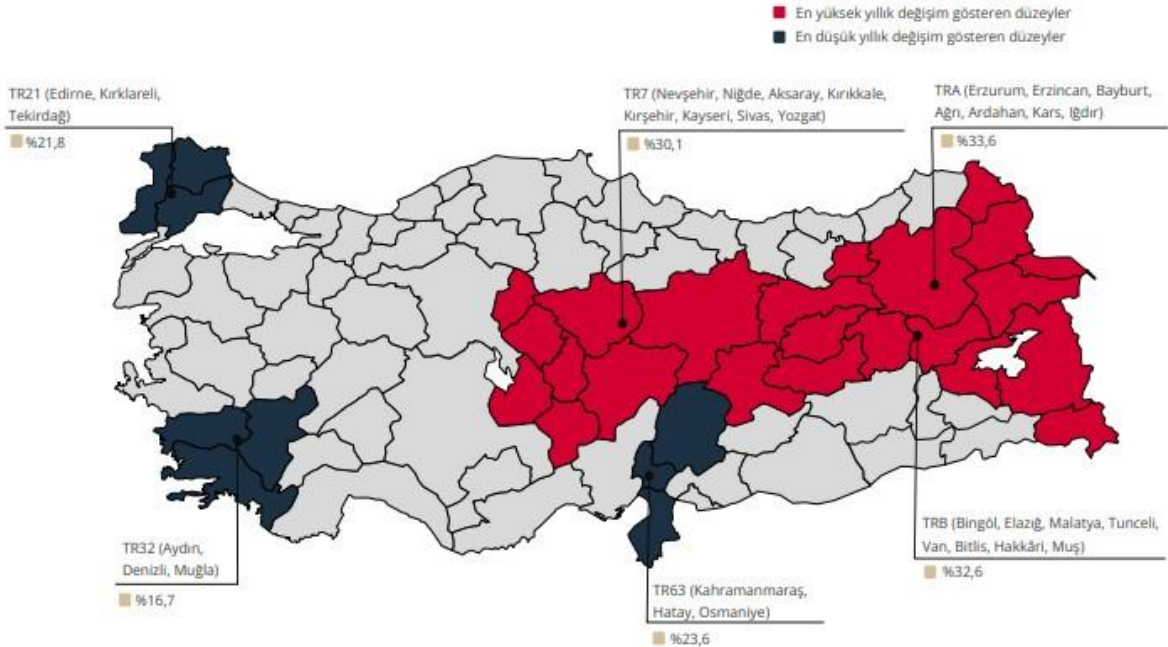 En yüksek yıllık değişim gösteren düzeyler
En düşük yıllık değişim gösteren düzeyler
TR21 (Edirne, Kırklareli,
Tekirdağ)
%21,8
TR7 (Nevşehir, Niğde, Aksaray, Kırıkkale,
Kırşehir, Kayseri, Sivas, Yozgat)
%30,1
TRA (Erzurum, Erzincan, Bayburt,
Ağrı, Ardahan, Kars, Iğdır)
%33,6
TR32 (Aydın,
Denizli, Muğla)
%16,7
TR63 (Kahramanmaraş,
Hatay, Osmaniye)
%23,6
TRB (Bingöl, Elazığ, Malatya, Tunceli,
Van, Bitlis, Hakkâri, Muş)
%32,6